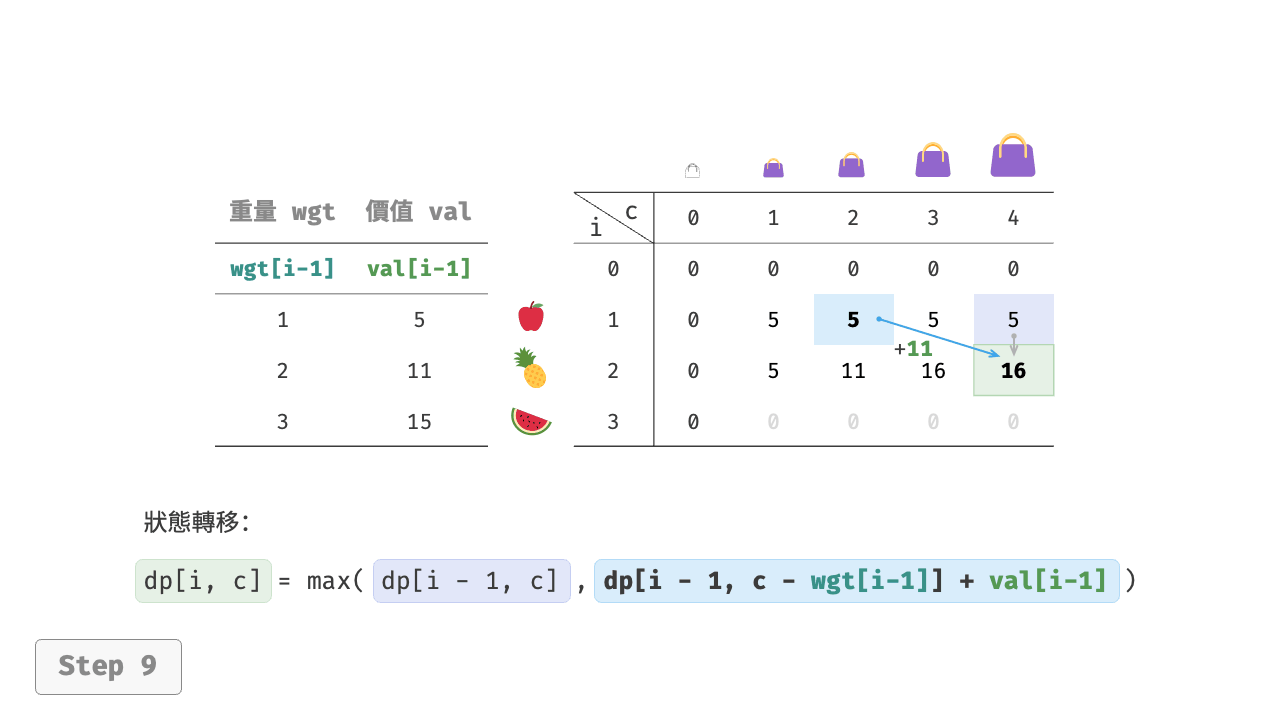 重量 wgt 價值 val
wgt[i-1] val[i-1]
1 5
2 11
3 15
c
i
0 1 2 3 4
0 0 0 0 0 0
1 0 5 5 5 5
+11
2 0 5 11 16 16
3 0 0 0 0 0
狀態轉移：
dp[i, c] = max( dp[i - 1, c] , dp[i - 1, c - wgt[i-1]] + val[i-1] )
Step 9